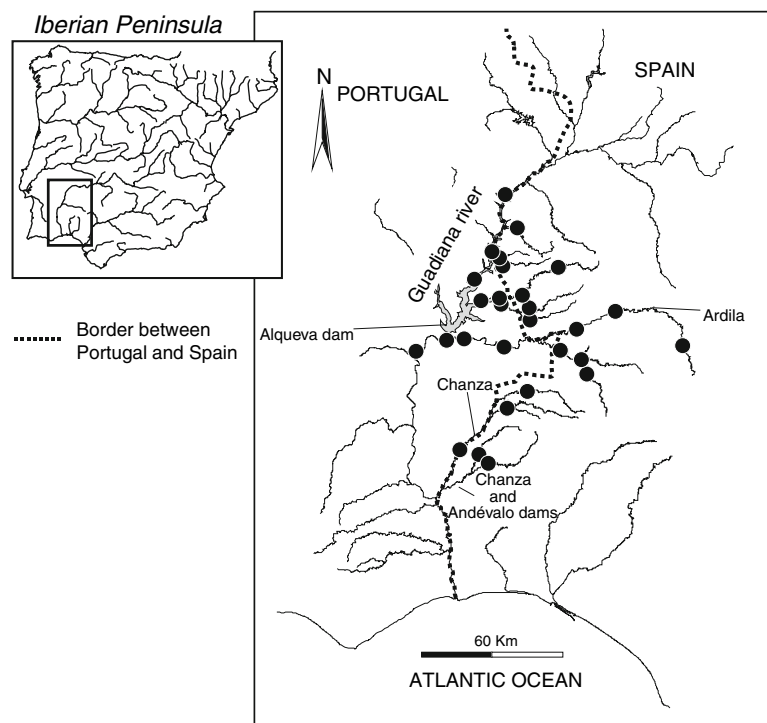 Iberian Peninsula
N
PORTUGAL
SPAIN
Guadiana river
Alqueva dam
Ardila
Border between
Portugal and Spain
Chanza
Chanza
and
Andévalo dams
60 Km
ATLANTIC OCEAN